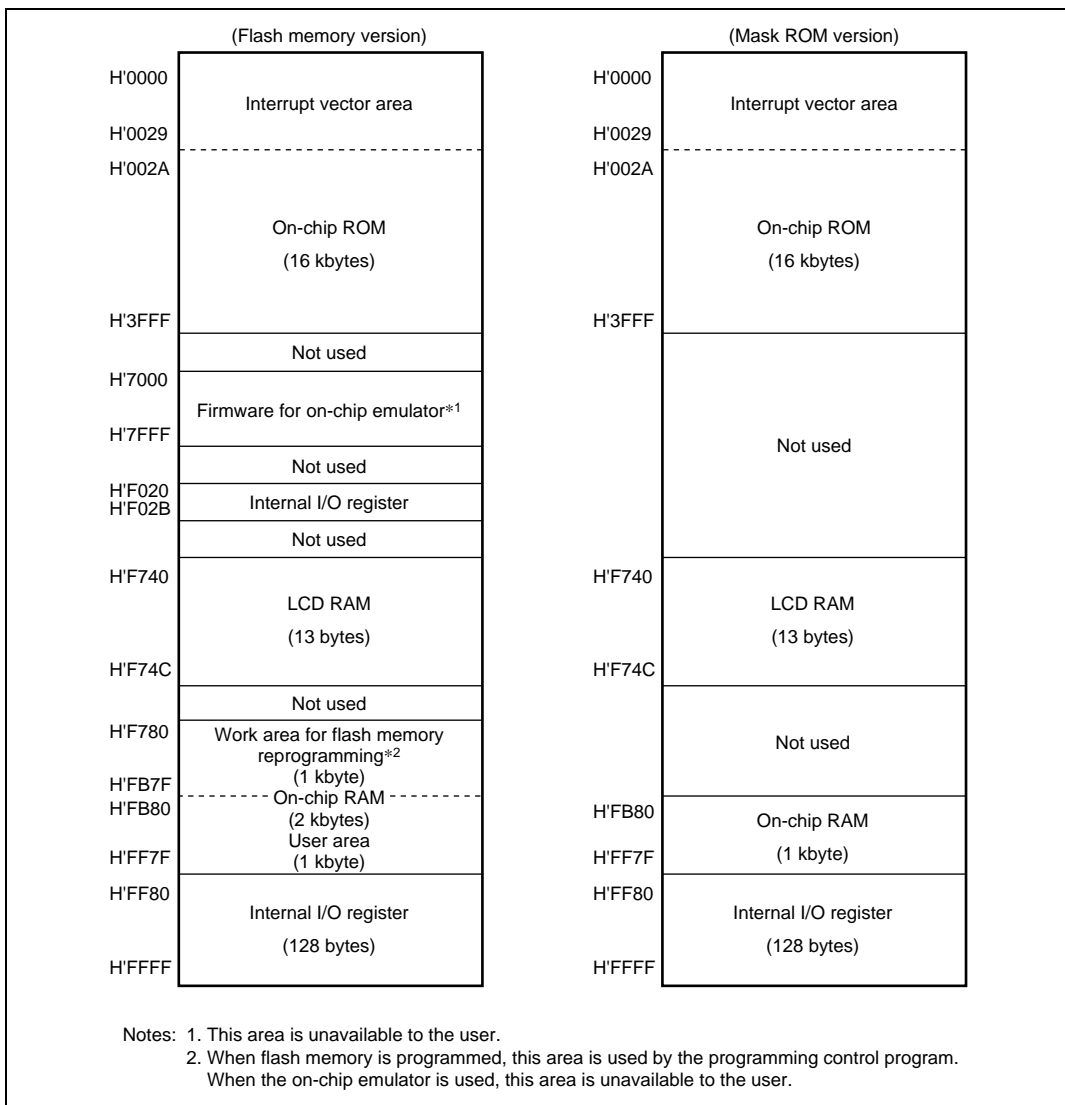 (Flash memory version)
H'0000
Interrupt vector area
H'0029
H'002A
On-chip ROM
(16 kbytes)
H'3FFF
Not used
H'7000
Firmware for on-chip emulator*1
H'7FFF
Not used
H'F020
H'F02B
Internal I/O register
Not used
H'F740
LCD RAM
(13 bytes)
H'F74C
Not used
H'F780
Work area for flash memory
reprogramming*2
(1 kbyte)
H'FB7F
On-chip RAM
H'FB80
(2 kbytes)
User area
H'FF7F
(1 kbyte)
H'FF80
Internal I/O register
(128 bytes)
H'FFFF
(Mask ROM version)
H'0000
Interrupt vector area
H'0029
H'002A
On-chip ROM
(16 kbytes)
H'3FFF
Not used
H'F740
LCD RAM
(13 bytes)
H'F74C
Not used
H'FB80
On-chip RAM
H'FF7F
(1 kbyte)
H'FF80
Internal I/O register
(128 bytes)
H'FFFF
Notes: 1. This area is unavailable to the user.
2. When flash memory is programmed, this area is used by the programming control program.
When the on-chip emulator is used, this area is unavailable to the user.